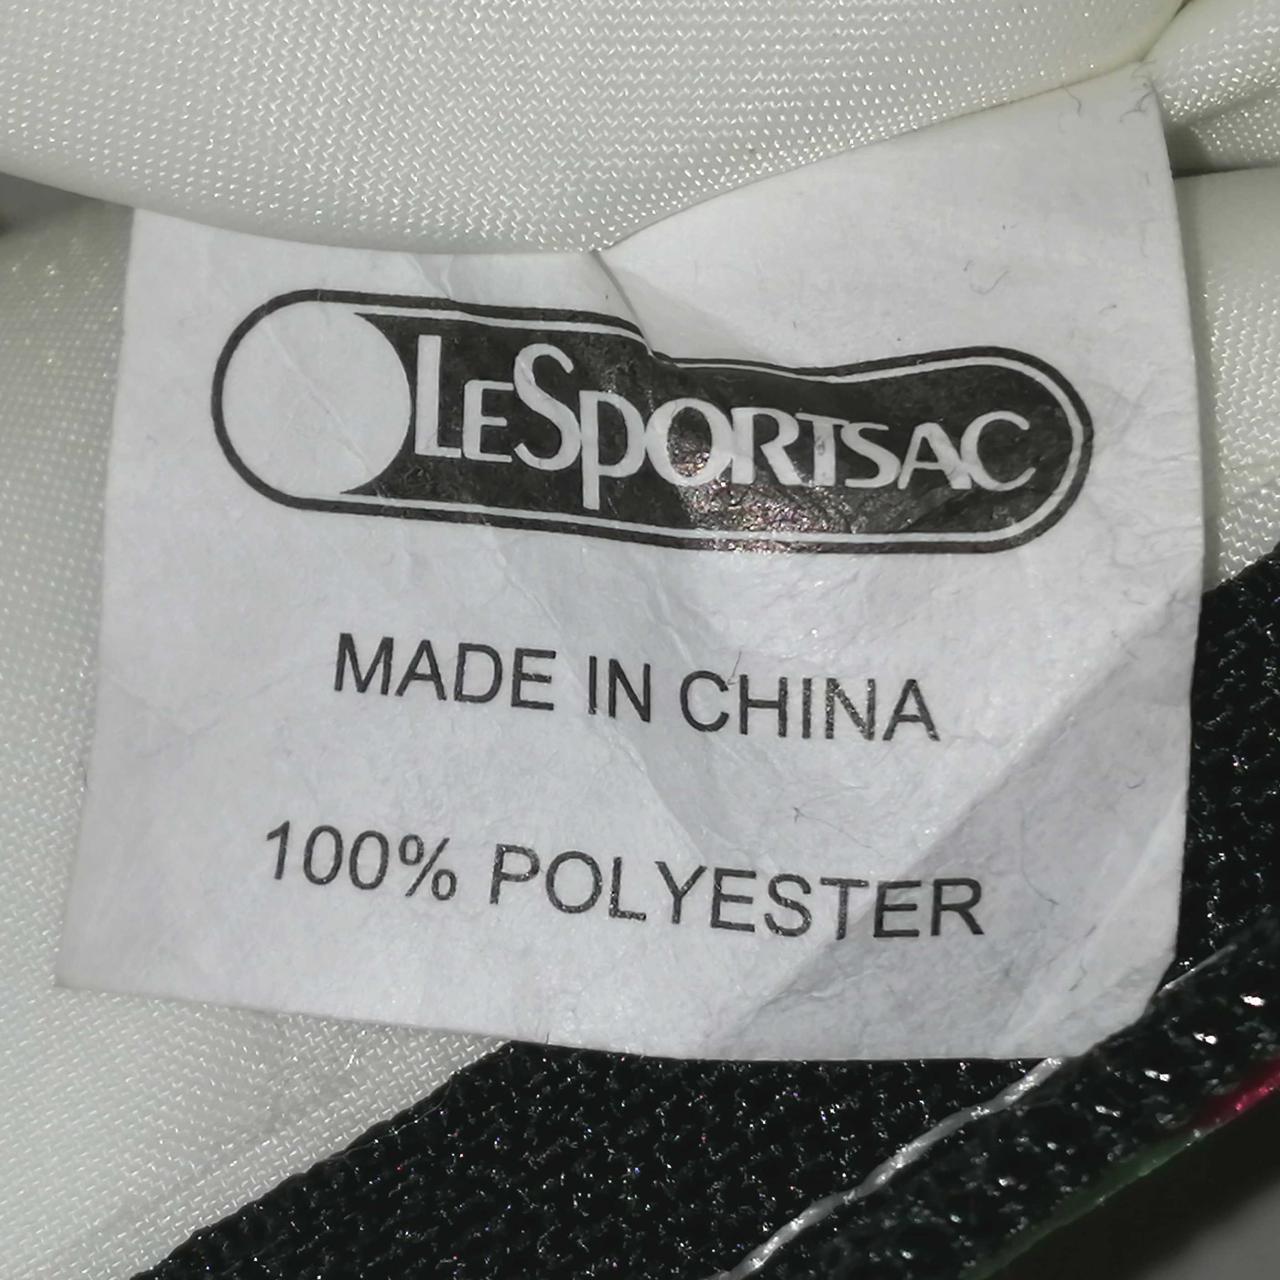 LeSportsac
MADE IN CHINA
100% POLYESTER